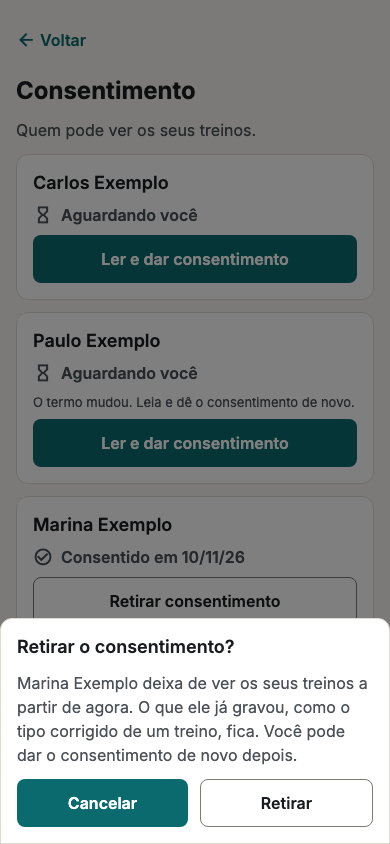 Voltar
Consentimento
Quem pode ver os seus treinos.
Carlos Exemplo
Aguardando você
Ler e dar consentimento
Paulo Exemplo
Aguardando você
O termo mudou. Leia e dê o consentimento de novo.
Ler e dar consentimento
Marina Exemplo
Consentido em 10/11/26
Retirar consentimento
Retirar o consentimento?
Marina Exemplo deixa de ver os seus treinos a
partir de agora. O que ele já gravou, como o
tipo corrigido de um treino, fica. Você pode
dar o consentimento de novo depois.
Cancelar
Retirar